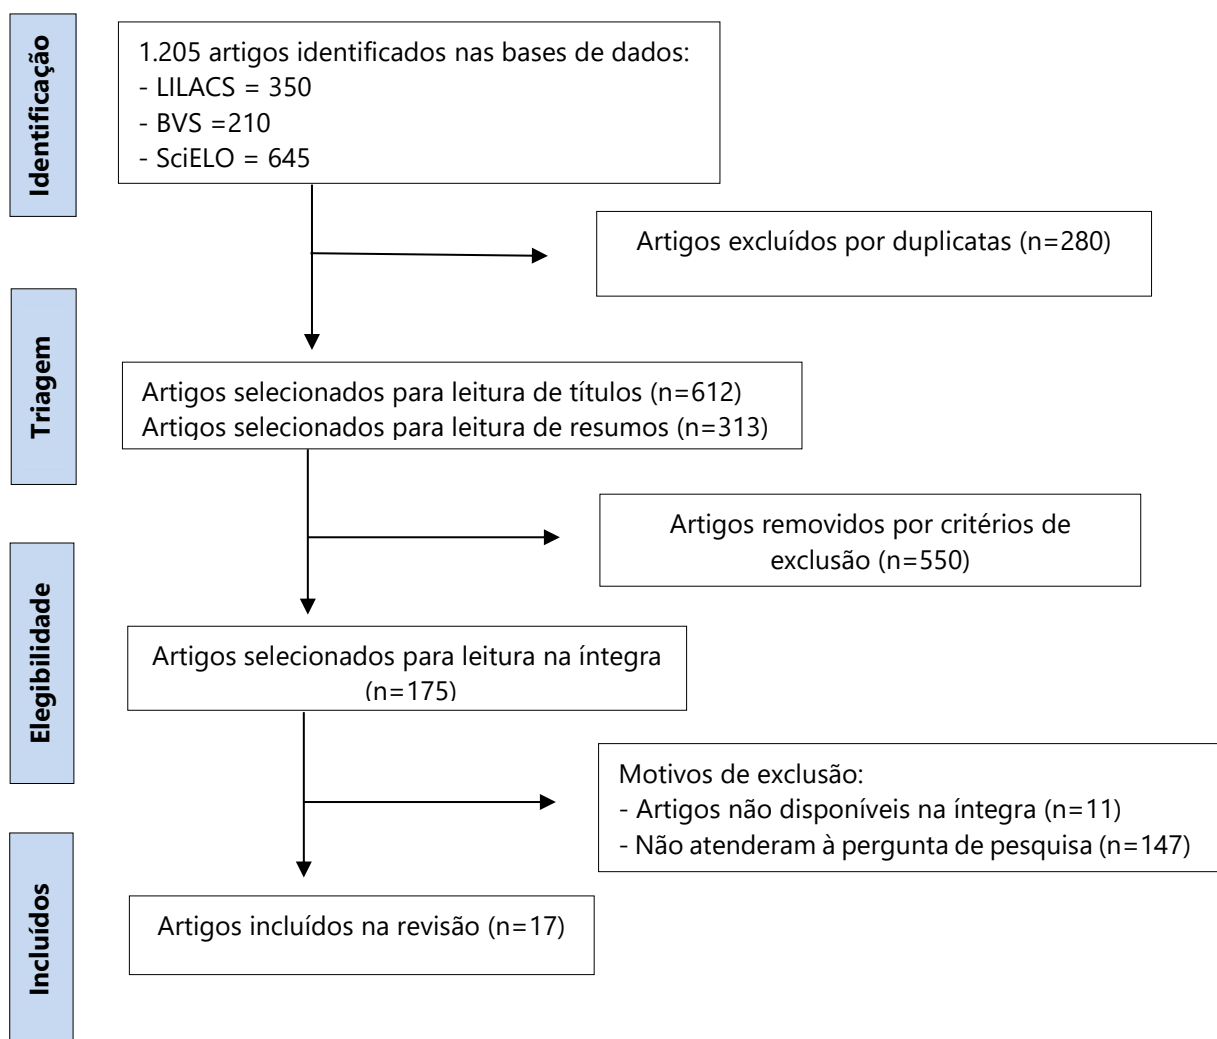 Identificação
1.205 artigos identificados nas bases de dados:
- LILACS = 350
- BVS =210
- SciELO = 645
Artigos excluídos por duplicatas (n=280)
Triagem
Artigos selecionados para leitura de títulos (n=612)
Artigos selecionados para leitura de resumos (n=313)
Artigos removidos por critérios de
exclusão (n=550)
Elegibilidade
Artigos selecionados para leitura na íntegra
(n=175)
Motivos de exclusão:
- Artigos não disponíveis na íntegra (n=11)
- Não atenderam à pergunta de pesquisa (n=147)
Incluídos
Artigos incluídos na revisão (n=17)